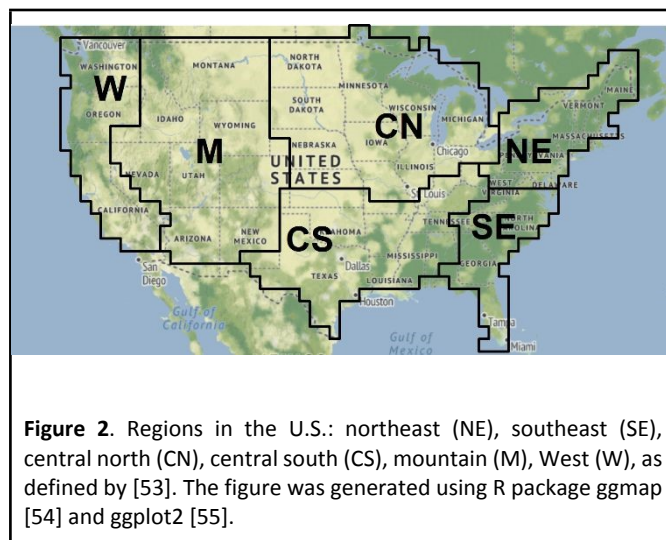 Vancouver
WASHINGTON
W
OREGON
MONTANA
NORTH
DAKOTA
MINNESOTA
SOUTH
DAKOTA
WISCONSIN
CN
MICHIGAN
IDAHO
WYOMING
M
IOWA
Chicago
NEBRASKA
UNITED
STATES
ILLINOIS
St. Louis
NEVADA
UTAH
CALIFORNIA
ARIZONA
NEW
MEXICO
VERMONT
MAINE
MASSACHUSETTS
NE
WEST
VIRGINIA
DELAWARE
TENNESSEE
NORTH
SE
GEORGIA
CS
Dallas
TEXAS
MISSISSIPPI
LOUISIANA
Houston
San
Diego
Gulf of
California
Gulf of
Mexico
Tampa
Miami
Figure 2. Regions in the U.S.: northeast (NE), southeast (SE),
central north (CN), central south (CS), mountain (M), West (W), as
defined by [53]. The figure was generated using R package ggmap
[54] and ggplot2 [55].